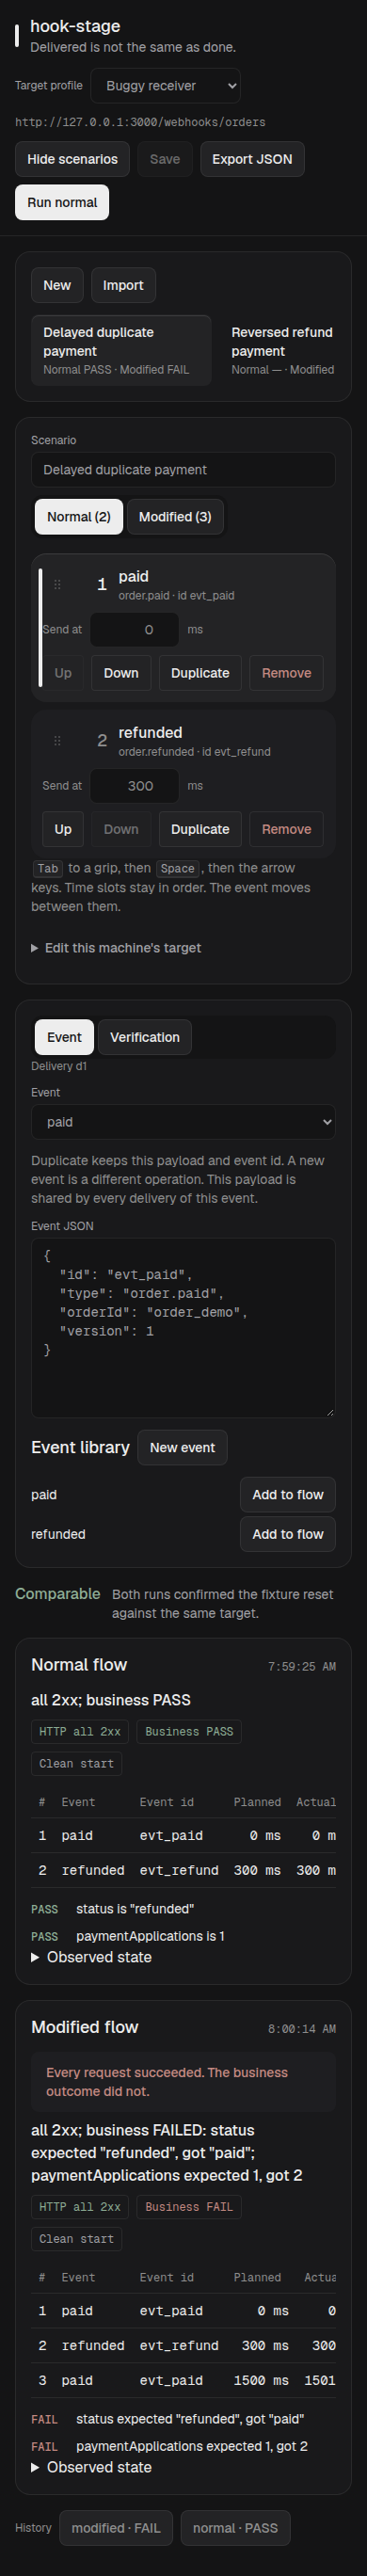 hook-stage
Delivered is not the same as done.
Target profile Buggy receiver
http://127.0.0.1:3000/webhooks/orders
Hide scenarios Save Export JSON
Run normal
New Import
Delayed duplicate payment
Normal PASS · Modified FAIL
Reversed refund payment
Normal — · Modified
Scenario
Delayed duplicate payment
Normal (2) Modified (3)
1 paid
order.paid · id evt_paid
Send at 0 ms
Up Down Duplicate Remove
2 refunded
order.refunded · id evt_refund
Send at 300 ms
Up Down Duplicate Remove
Tab to a grip, then Space, then the arrow
keys. Time slots stay in order. The event moves
between them.
▶ Edit this machine's target
Event Verification
Delivery d1
Event
paid
Duplicate keeps this payload and event id. A new
event is a different operation. This payload is
shared by every delivery of this event.
Event JSON
{
"id": "evt_paid",
"type": "order.paid",
"orderId": "order_demo",
"version": 1
}
Event library New event
paid Add to flow
refunded Add to flow
Comparable Both runs confirmed the fixture reset
against the same target.
Normal flow 7:59:25 AM
all 2xx; business PASS
HTTP all 2xx Business PASS
Clean start
# Event Event id Planned Actual
1 paid evt_paid 0 ms 0 m
2 refunded evt_refund 300 ms 300 m
PASS status is "refunded"
PASS paymentApplications is 1
▶ Observed state
Modified flow 8:00:14 AM
Every request succeeded. The business
outcome did not.
all 2xx; business FAILED: status
expected "refunded", got "paid";
paymentApplications expected 1, got 2
HTTP all 2xx Business FAIL
Clean start
# Event Event id Planned Actua
1 paid evt_paid 0 ms 0
2 refunded evt_refund 300 ms 300
3 paid evt_paid 1500 ms 1501
FAIL status expected "refunded", got "paid"
FAIL paymentApplications expected 1, got 2
▶ Observed state
History modified · FAIL normal · PASS